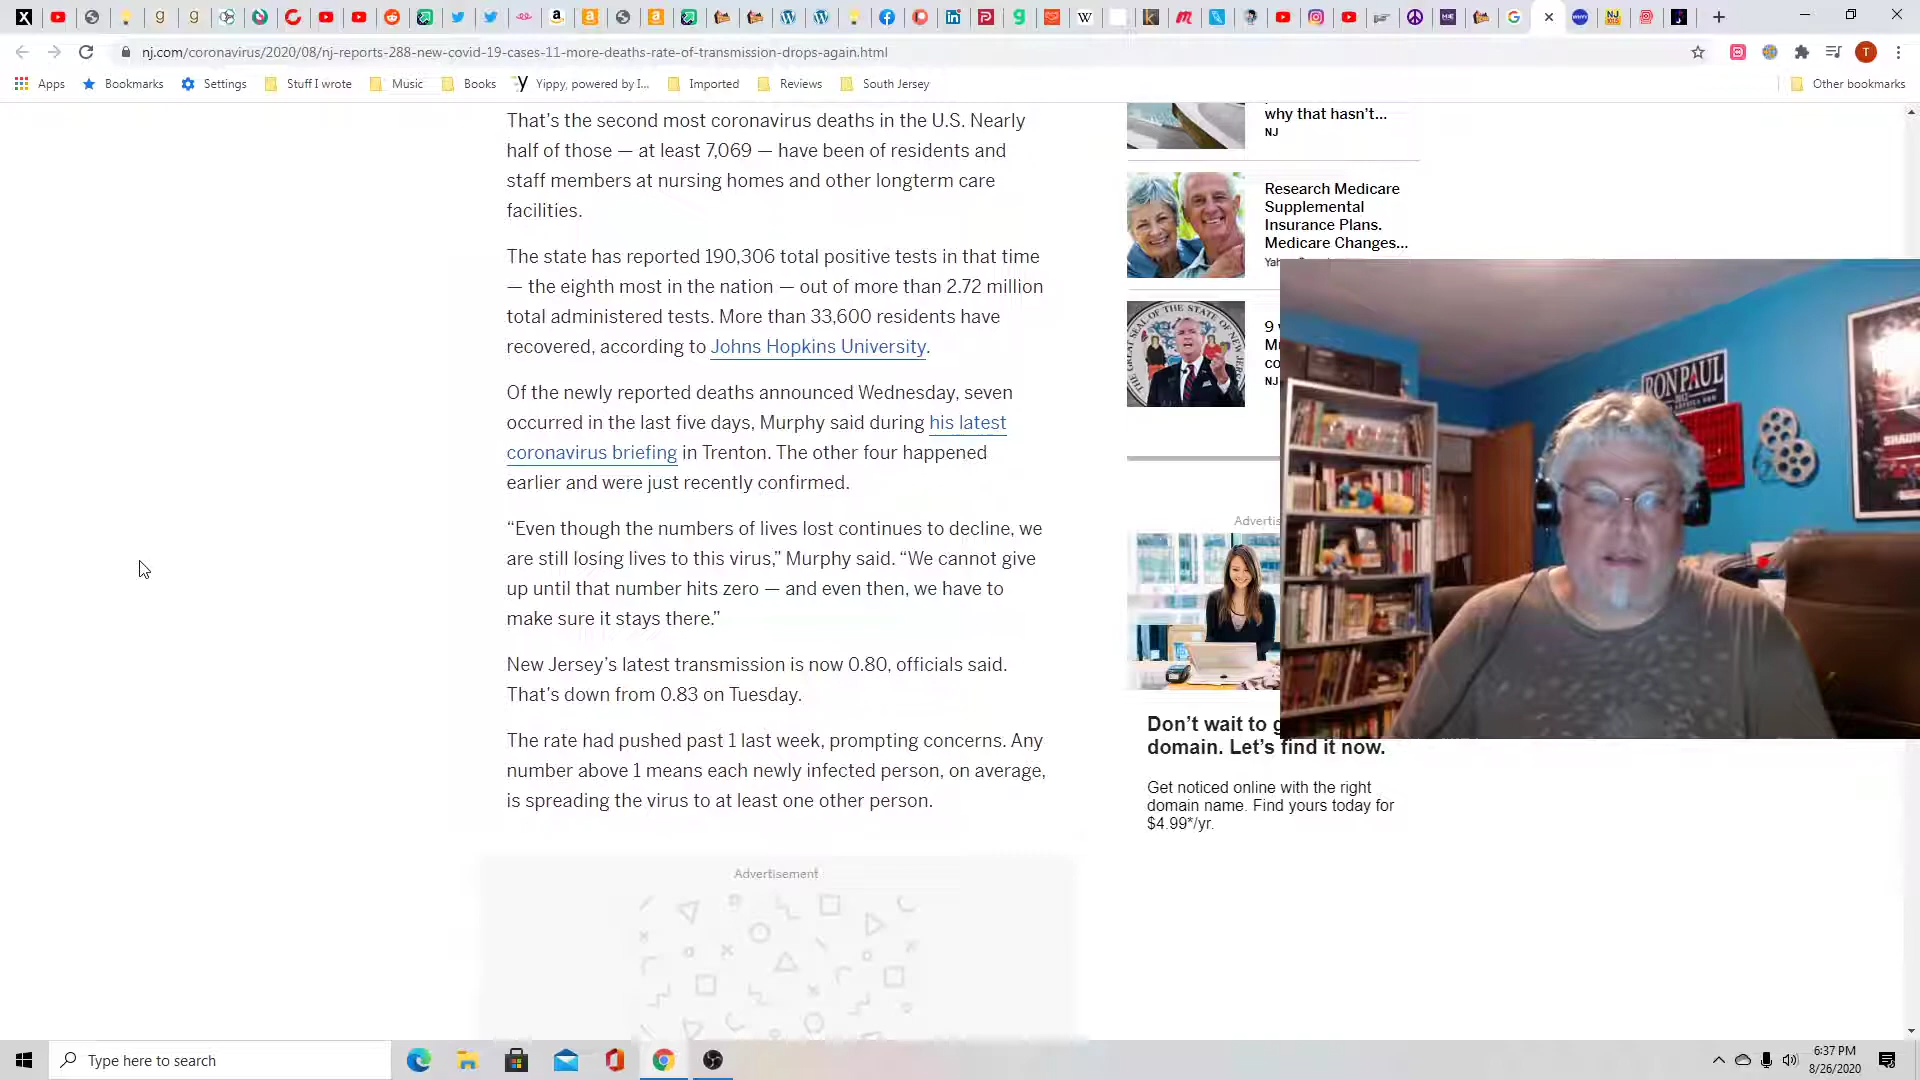 nj.com/coronavirus/2020/08/nj-reports-288-new-covid-19-cases-11-more-deaths-rate-of-transmission-drops-again.html
Apps
Bookmarks
Settings
Stuff I wrote
Music
Books
Yippy, powered by I...
Imported
Reviews
South Jersey
Other bookmarks
That’s the second most coronavirus deaths in the U.S. Nearly
half of those — at least 7,069 — have been of residents and
staff members at nursing homes and other longterm care
facilities.
The state has reported 190,306 total positive tests in that time
— the eighth most in the nation — out of more than 2.72 million
total administered tests. More than 33,600 residents have
recovered, according to Johns Hopkins University.
Of the newly reported deaths announced Wednesday, seven
occurred in the last five days, Murphy said during his latest
coronavirus briefing in Trenton. The other four happened
earlier and were just recently confirmed.
“Even though the numbers of lives lost continues to decline, we
are still losing lives to this virus,” Murphy said. “We cannot give
up until that number hits zero — and even then, we have to
make sure it stays there.”
New Jersey’s latest transmission is now 0.80, officials said.
That’s down from 0.83 on Tuesday.
The rate had pushed past 1 last week, prompting concerns. Any
number above 1 means each newly infected person, on average,
is spreading the virus to at least one other person.
Advertisement
why that hasn’t...
NJ
Research Medicare
Supplemental
Insurance Plans.
Medicare Changes...
THE GREAT SEAL OF THE STATE OF NEW JER
9
NJ
RON PAUL
Don’t wait to g
domain. Let’s find it now.
Get noticed online with the right
domain name. Find yours today for
$4.99*/yr.
Type here to search
6:37 PM
8/26/2020